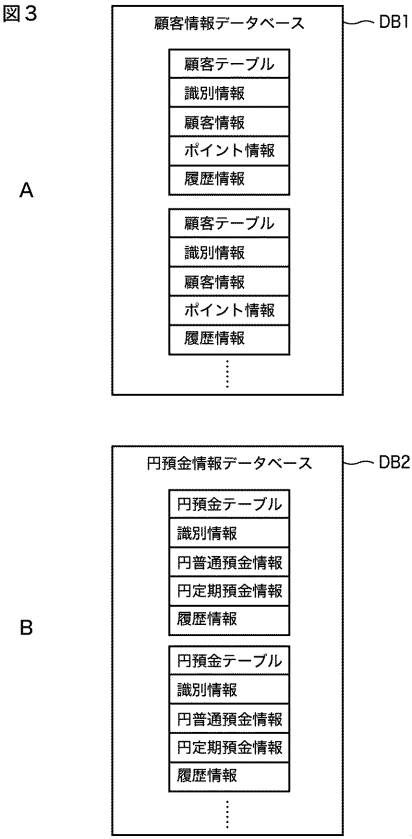 図3
顧客情報データベース
DB1
顧客テーブル
識別情報
顧客情報
ポイント情報
履歴情報
A
顧客テーブル
識別情報
顧客情報
ポイント情報
履歴情報
円預金情報データベース
DB2
円預金テーブル
識別情報
円普通預金情報
円定期預金情報
履歴情報
B
円預金テーブル
識別情報
円普通預金情報
円定期預金情報
履歴情報